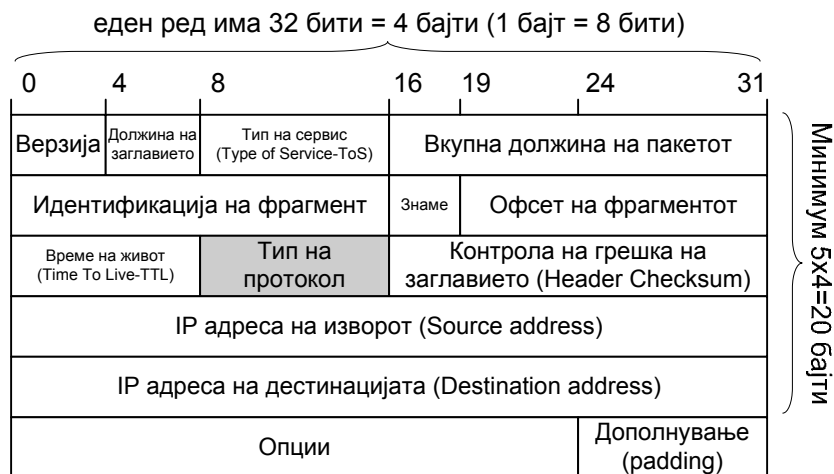 еден ред има 32 бити = 4 бајти (1 бајт = 8 бити)
0 4 8 16 19 24 31
Верзија
Должина на
заглавието
Тип на сервис
(Type of Service-ToS)
Вкупна должина на пакетот
Идентификација на фрагмент
Знаме
Офсет на фрагментот
Време на живот
(Time To Live-TTL)
Тип на
протокол
Контрола на грешка на
заглавието (Header Checksum)
IP адреса на изворот (Source address)
IP адреса на дестинацијата (Destination address)
Опции
Дополнување
(padding)
Минимум 5x4=20 бајти